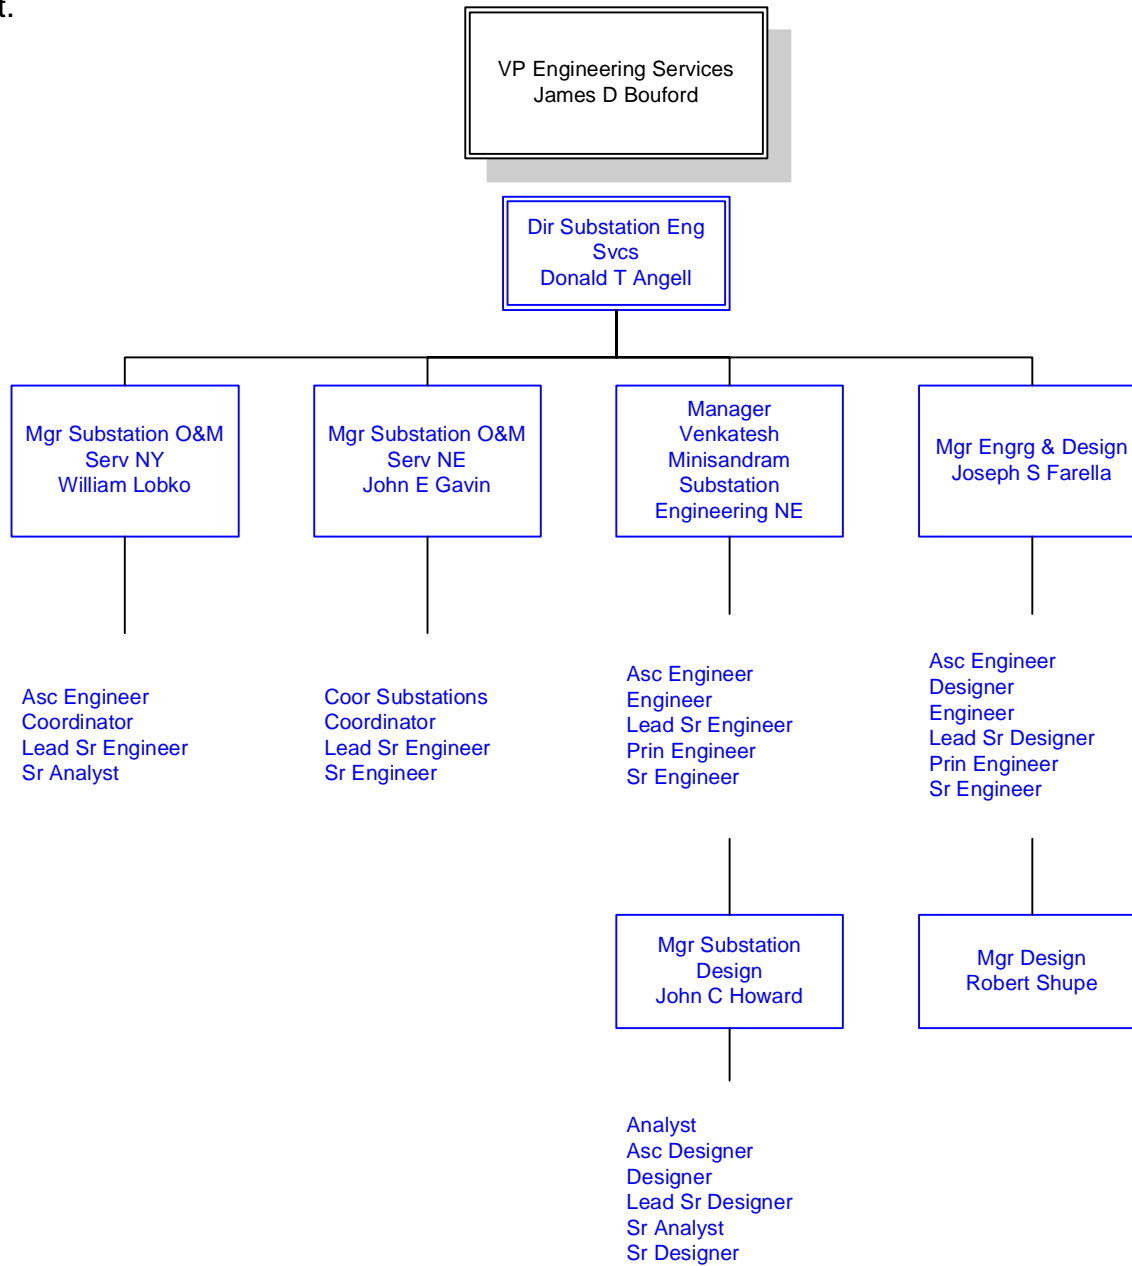 t.
VP Engineering Services
James D Bouford
Dir Substation Eng
Svcs
Donald T Angell
Mgr Substation O&M
Serv NY
William Lobko
Mgr Substation O&M
Serv NE
John E Gavin
Manager
Venkatesh
Minisandram
Substation
Engineering NE
Mgr Engrg & Design
Joseph S Farella
Asc Engineer
Coordinator
Lead Sr Engineer
Sr Analyst
Coor Substations
Coordinator
Lead Sr Engineer
Sr Engineer
Asc Engineer
Engineer
Lead Sr Engineer
Prin Engineer
Sr Engineer
Asc Engineer
Designer
Engineer
Lead Sr Designer
Prin Engineer
Sr Engineer
Mgr Substation
Design
John C Howard
Mgr Design
Robert Shupe
Analyst
Asc Designer
Designer
Lead Sr Designer
Sr Analyst
Sr Designer